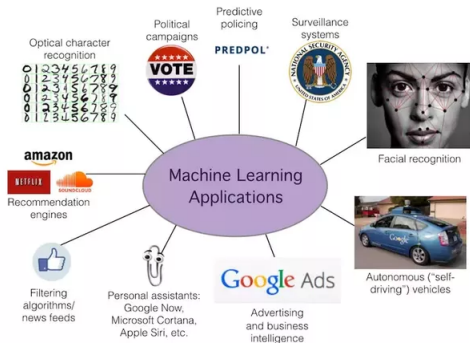 Predictive
policing
PREDPOL
Political
campaigns
VOTE
Surveillance
systems
NATIONAL SECURITY AGENCY
UNITED STATES OF AMERICA
Optical character
recognition
Facial recognition
Machine Learning
Applications
amazon
NETFLIX
SOUNDCLOUD
Recommendation
engines
Google
Autonomous ("self-
driving") vehicles
Filtering
algorithms/
news feeds
Personal assistants:
Google Now,
Microsoft Cortana,
Apple Siri, etc.
Google Ads
Advertising
and business
intelligence